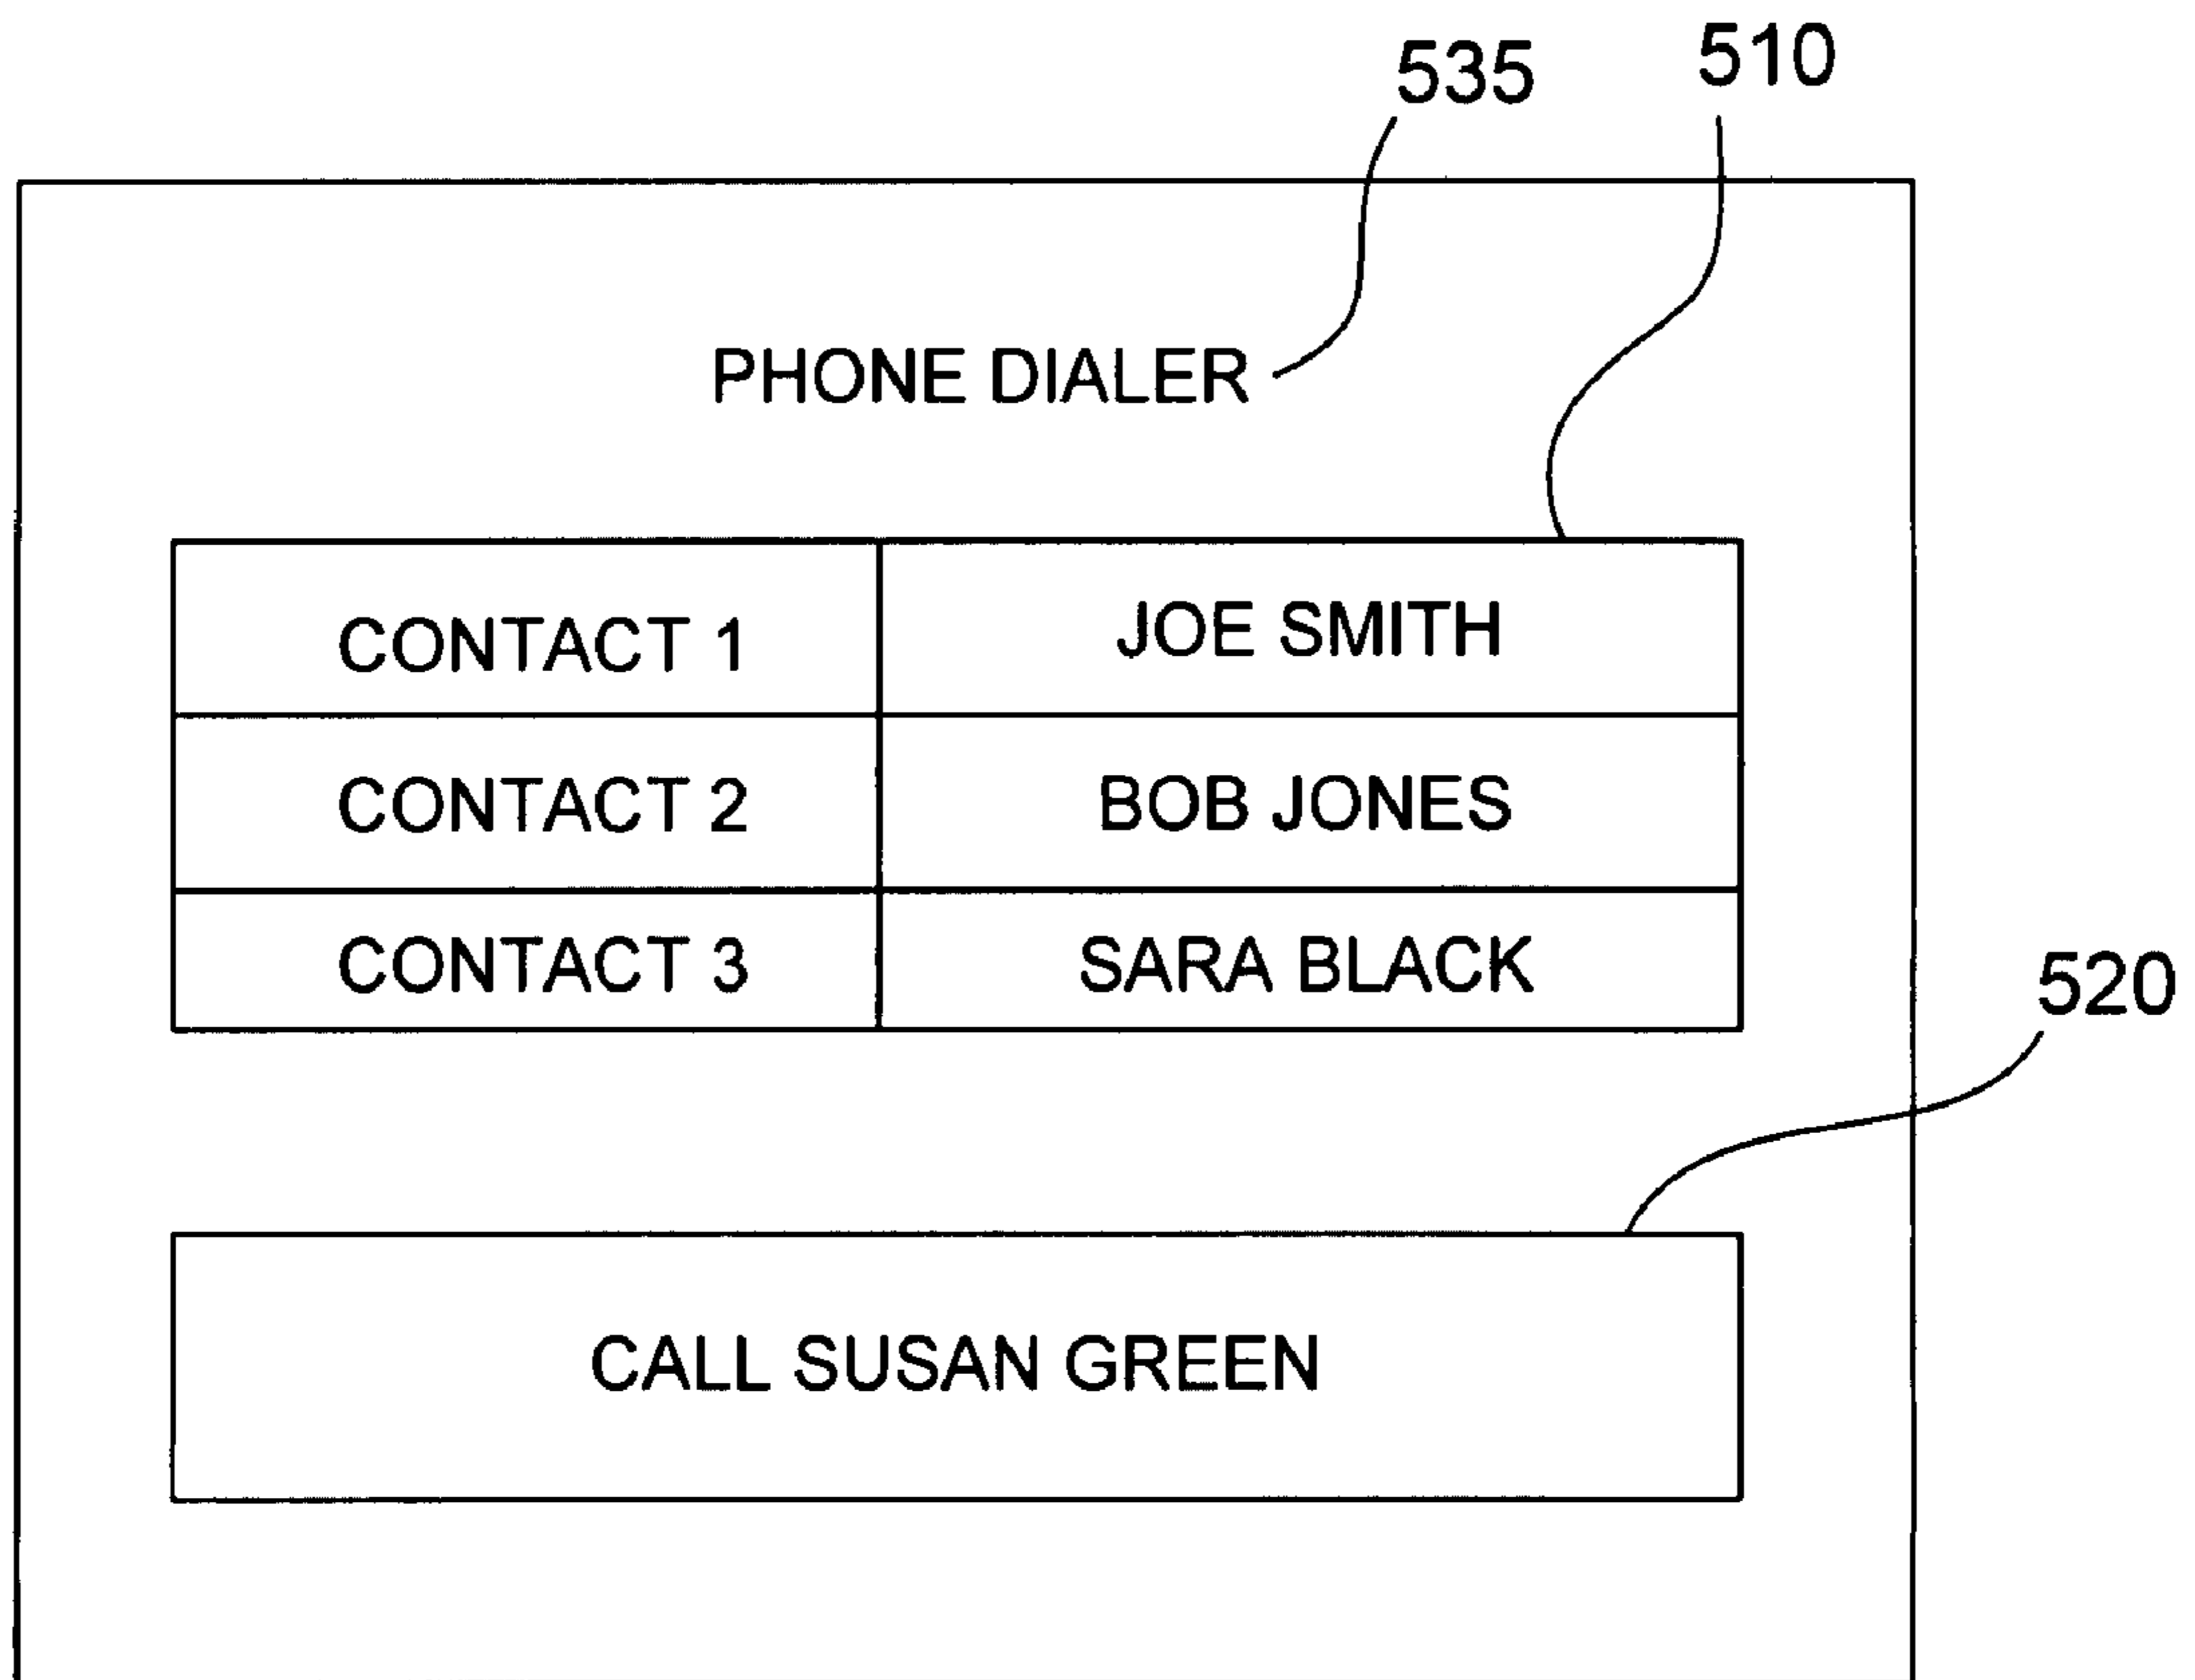 535 510
PHONE DIALER
CONTACT 1 JOE SMITH
CONTACT 2 BOB JONES
CONTACT 3 SARA BLACK
520
CALL SUSAN GREEN